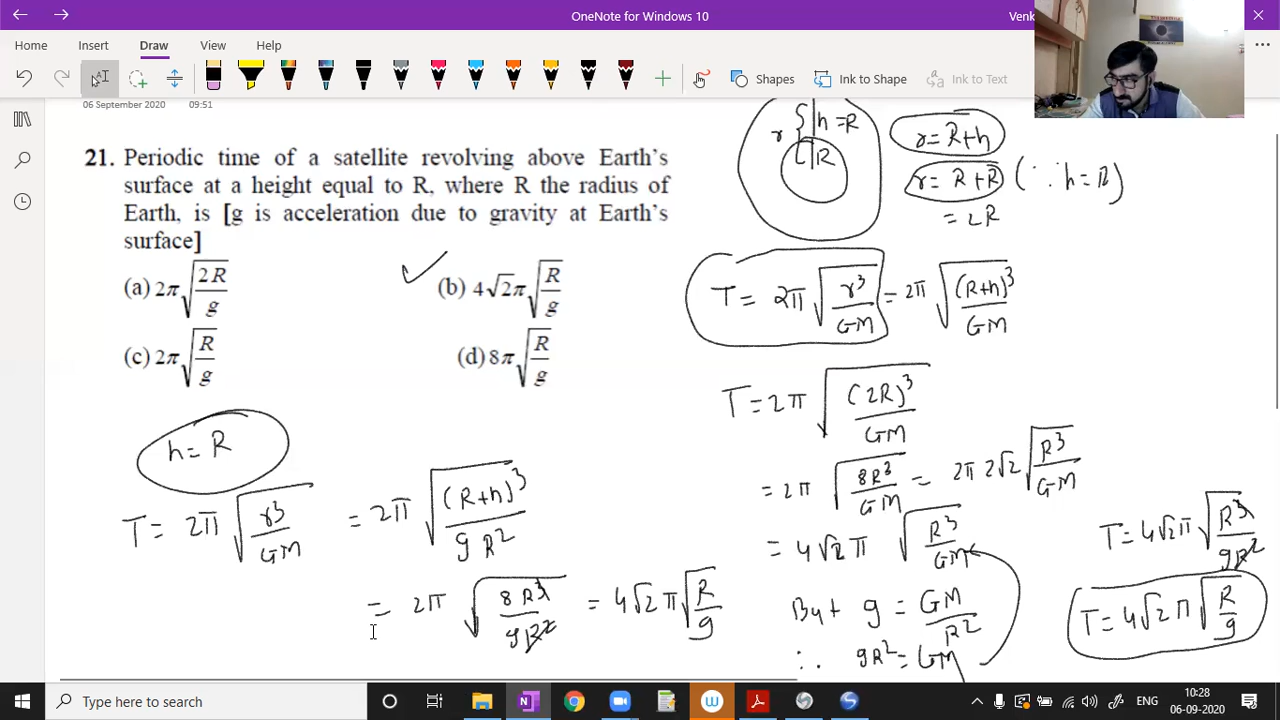 OneNote for Windows 10
Venk
Home Insert Draw View Help
Shapes
Ink to Shape
Ink to Text
06 September 2020 09:51
21. Periodic time of a satellite revolving above Earth's
surface at a height equal to R, where R the radius of
Earth, is [g is acceleration due to gravity at Earth's
surface]
(a) 2π√(2R/g)
(b) 4√2π√(R/g)
(c) 2π√(R/g)
(d) 8π√(R/g)
h = R
T = 2π√(r³/GM) = 2π√((R+h)³/gR²)
= 2π√(8R³/gR²) = 4√2π√(R/g)
r { h = R
R
r = R+h
r = R+R (∵ h = R)
= 2R
T = 2π√(r³/GM) = 2π√((R+h)³/GM)
T = 2π√((2R)³/GM)
= 2π√(8R³/GM) = 2π2√2√(R³/GM)
= 4√2π√(R³/GM)
But g = GM/R²
∴ gR² = GM
T = 4√2π√(R³/gR²)
T = 4√2π√(R/g)
Type here to search
W
ENG
10:28
06-09-2020